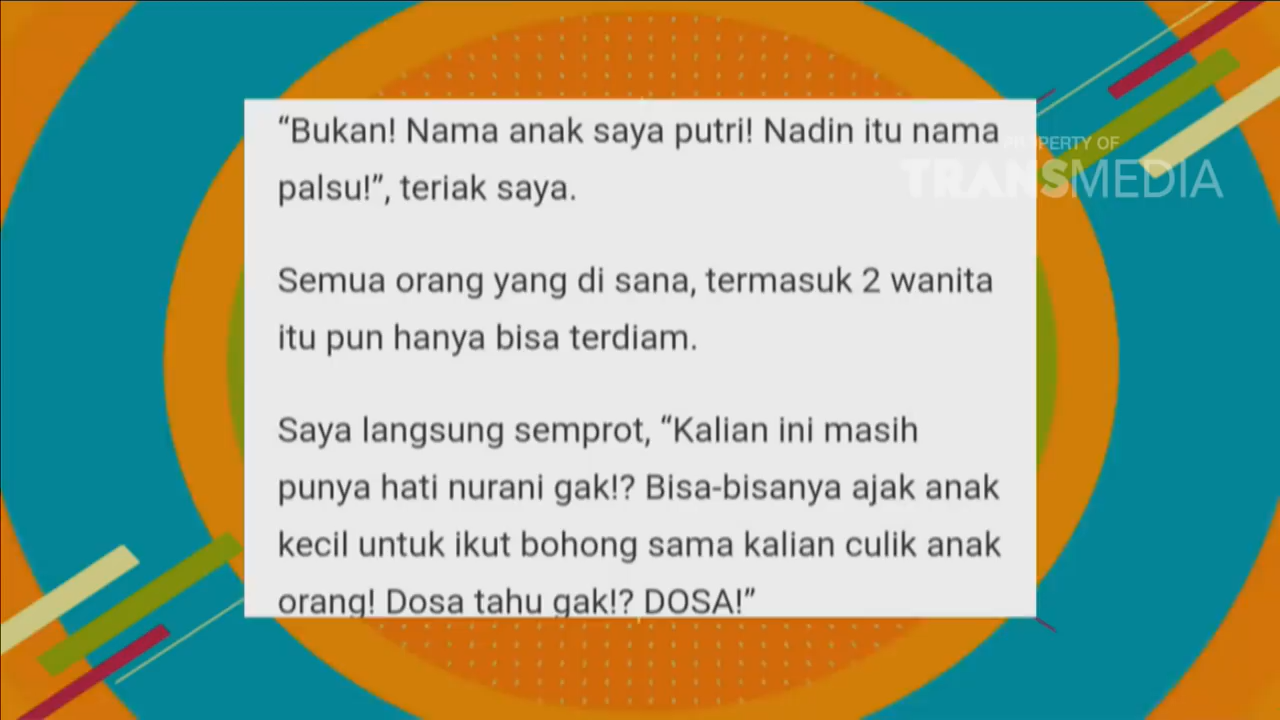 “Bukan! Nama anak saya putri! Nadin itu nama
palsu!”, teriak saya.
Semua orang yang di sana, termasuk 2 wanita
itu pun hanya bisa terdiam.
Saya langsung semprot, “Kalian ini masih
punya hati nurani gak!? Bisa-bisanya ajak anak
kecil untuk ikut bohong sama kalian culik anak
orang! Dosa tahu gak!? DOSA!”
PROPERTY OF
TRANSMEDIA